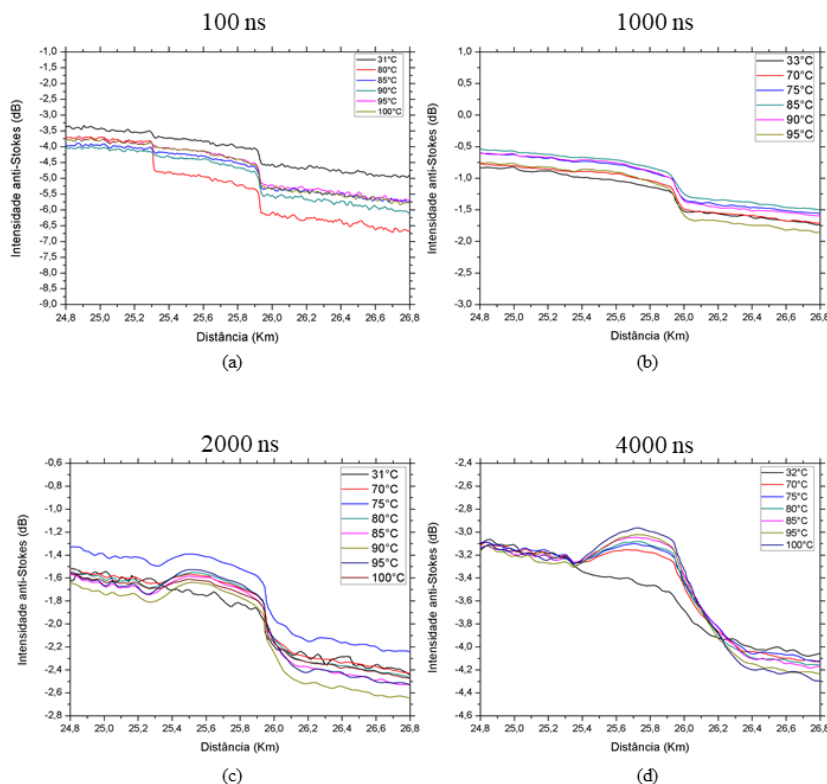 100 ns
Intensidade anti-Stokes (dB)
-1,0
-1,5
-2,0
-2,5
-3,0
-3,5
-4,0
-4,5
-5,0
-5,5
-6,0
-6,5
-7,0
-7,5
-8,0
-8,5
-9,0
31°C
80°C
85°C
90°C
95°C
100°C
24,8 25,0 25,2 25,4 25,6 25,8 26,0 26,2 26,4 26,6 26,8
Distância (Km)
(a)
1000 ns
Intensidade anti-Stokes (dB)
1,0
0,5
0,0
-0,5
-1,0
-1,5
-2,0
-2,5
-3,0
33°C
70°C
75°C
85°C
90°C
95°C
24,8 25,0 25,2 25,4 25,6 25,8 26,0 26,2 26,4 26,6 26,8
Distância (Km)
(b)
2000 ns
Intensidade anti-Stokes (dB)
-0,6
-0,8
-1,0
-1,2
-1,4
-1,6
-1,8
-2,0
-2,2
-2,4
-2,6
-2,8
31°C
70°C
75°C
80°C
85°C
90°C
95°C
100°C
24,8 25,0 25,2 25,4 25,6 25,8 26,0 26,2 26,4 26,6 26,8
Distância (Km)
(c)
4000 ns
Intensidade anti-Stokes (dB)
-2,4
-2,6
-2,8
-3,0
-3,2
-3,4
-3,6
-3,8
-4,0
-4,2
-4,4
-4,6
32°C
70°C
75°C
80°C
85°C
95°C
100°C
24,8 25,0 25,2 25,4 25,6 25,8 26,0 26,2 26,4 26,6 26,8
Distância (Km)
(d)